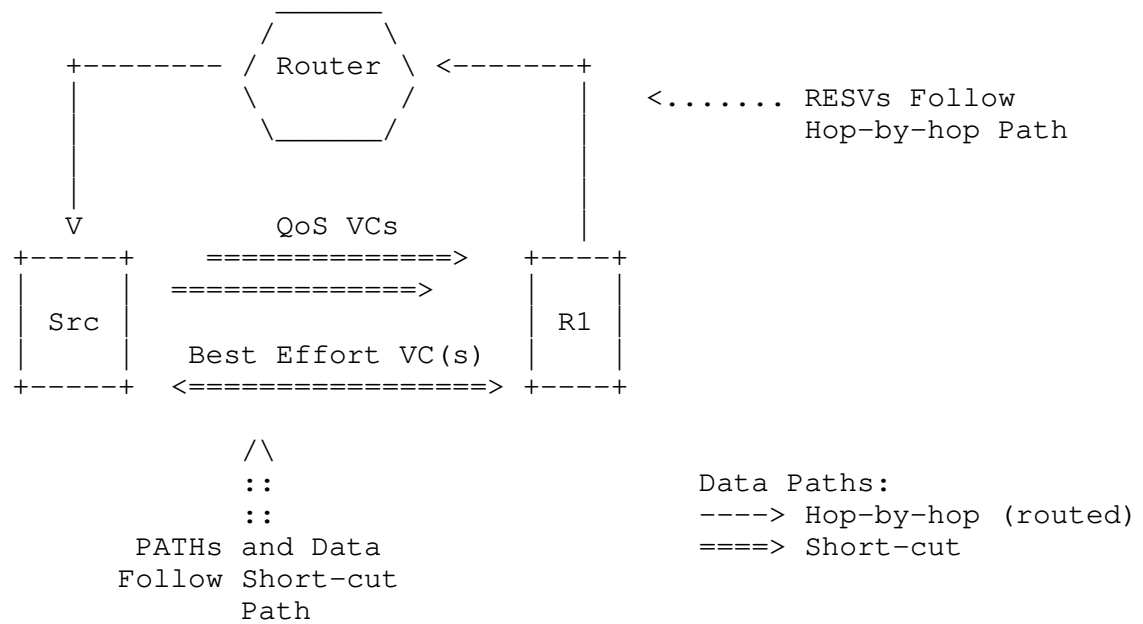 Router
<....... RESVs Follow
Hop-by-hop Path
V
QoS VCs
Src
R1
Best Effort VC(s)
PATHs and Data
Follow Short-cut
Path
Data Paths:
----> Hop-by-hop (routed)
====> Short-cut